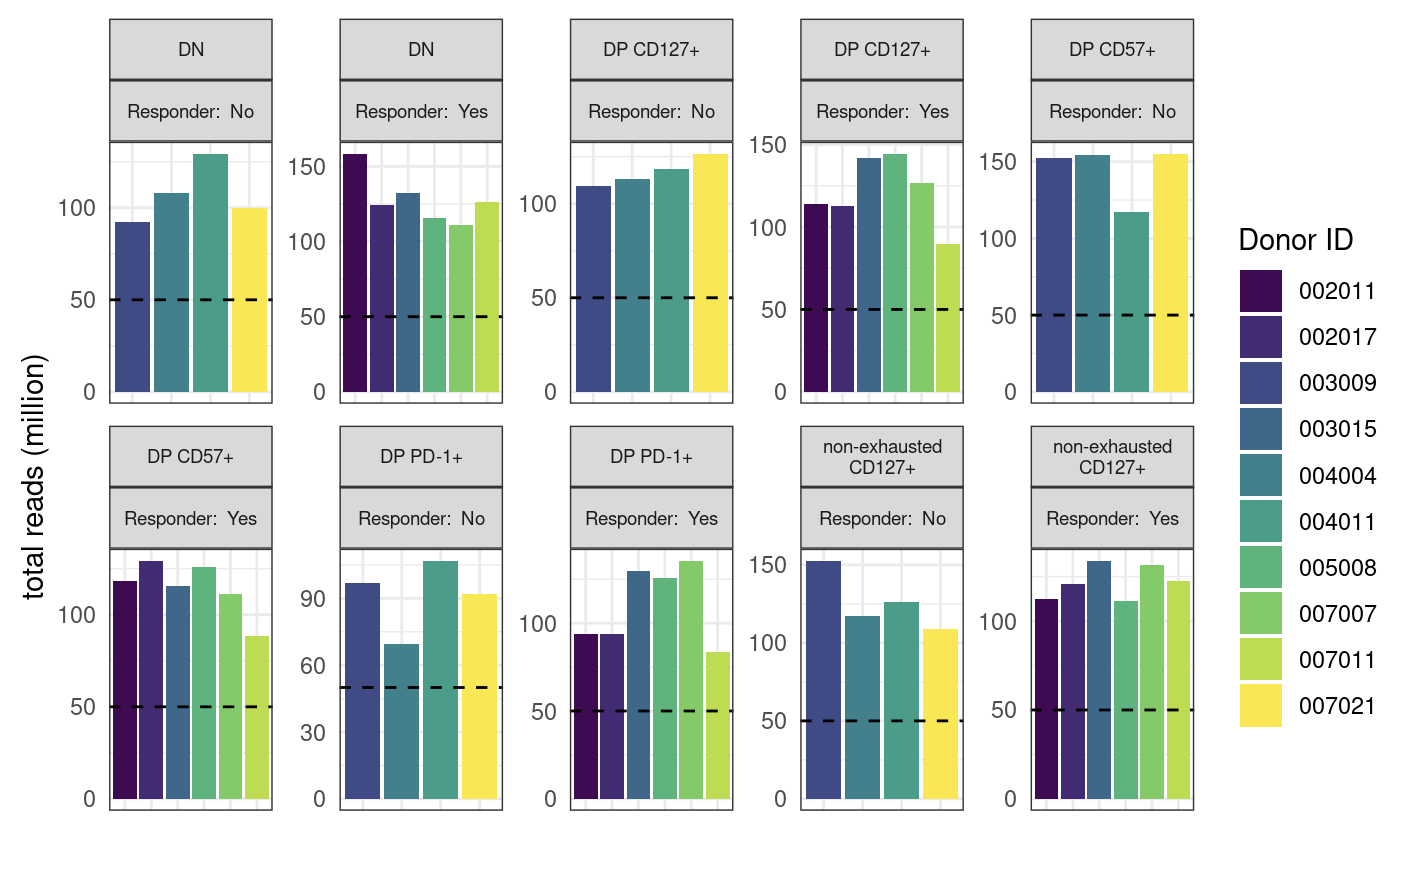 DN
DN
DP CD127+
DP CD127+
DP CD57+
Responder:  No
Responder:  Yes
Responder:  No
Responder:  Yes
Responder:  No
100
50
0
150
100
50
0
100
50
0
150
100
50
0
150
100
50
0
DP CD57+
DP PD-1+
DP PD-1+
non-exhausted
CD127+
non-exhausted
CD127+
Responder:  Yes
Responder:  No
Responder:  Yes
Responder:  No
Responder:  Yes
100
50
0
90
60
30
0
100
50
0
150
100
50
0
100
50
0
total reads (million)
Donor ID
002011
002017
003009
003015
004004
004011
005008
007007
007011
007021